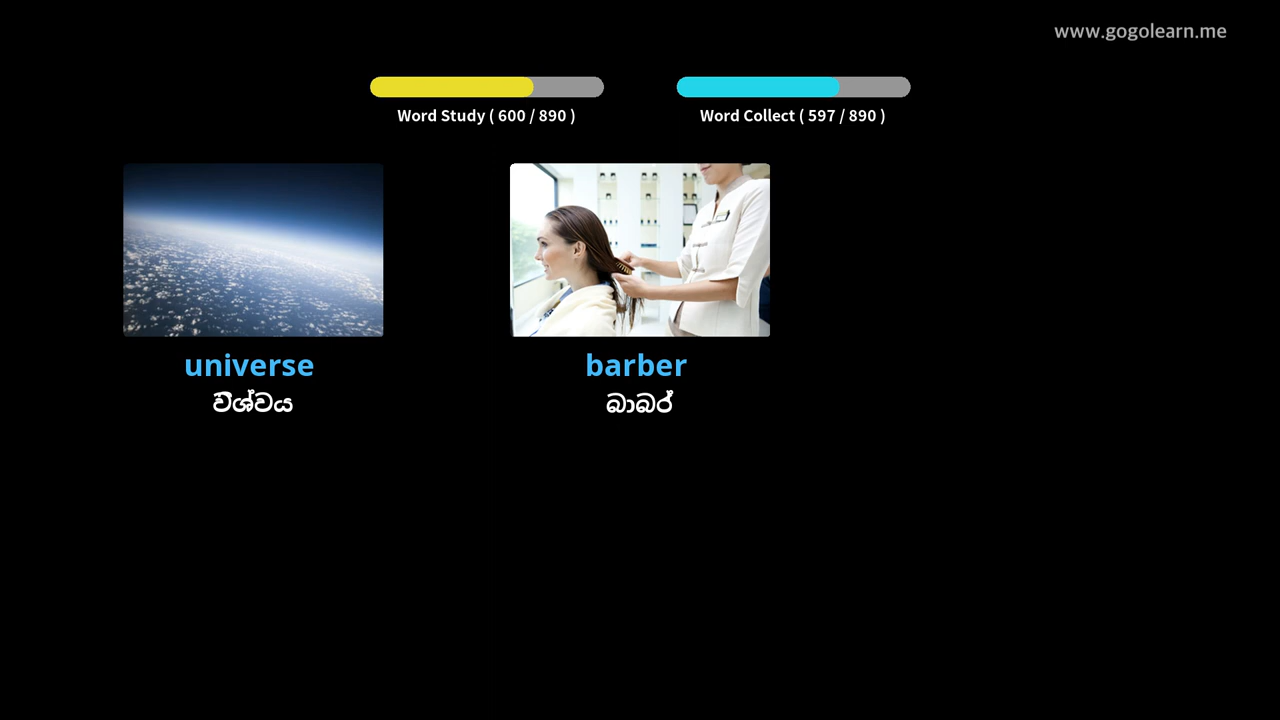 www.gogolearn.me
Word Study ( 600 / 890 )
Word Collect ( 597 / 890 )
universe
විශ්වය
barber
බාබර්